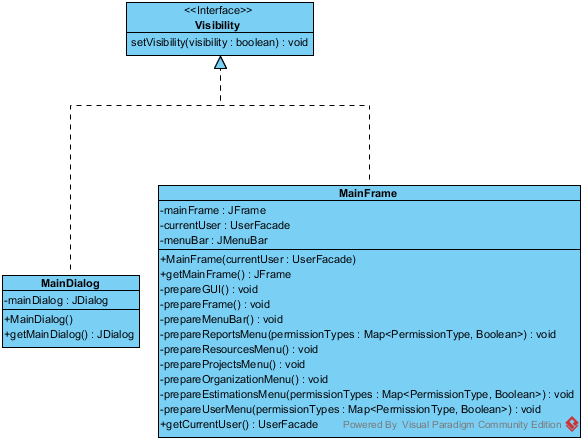 <<Interface>>
Visibility
setVisibility(visibility : boolean) : void
MainFrame
-mainFrame : JFrame
-currentUser : UserFacade
-menuBar : JMenuBar
+MainFrame(currentUser : UserFacade)
+getMainFrame() : JFrame
-prepareGUI() : void
-prepareFrame() : void
-prepareMenuBar() : void
-prepareReportsMenu(permissionTypes : Map<PermissionType, Boolean>) : void
-prepareResourcesMenu() : void
-prepareProjectsMenu() : void
-prepareOrganizationMenu() : void
-prepareEstimationsMenu(permissionTypes : Map<PermissionType, Boolean>) : void
-prepareUserMenu(permissionTypes : Map<PermissionType, Boolean>) : void
+getCurrentUser() : UserFacade
MainDialog
-mainDialog : JDialog
+MainDialog()
+getMainDialog() : JDialog
Powered By Visual Paradigm Community Edition